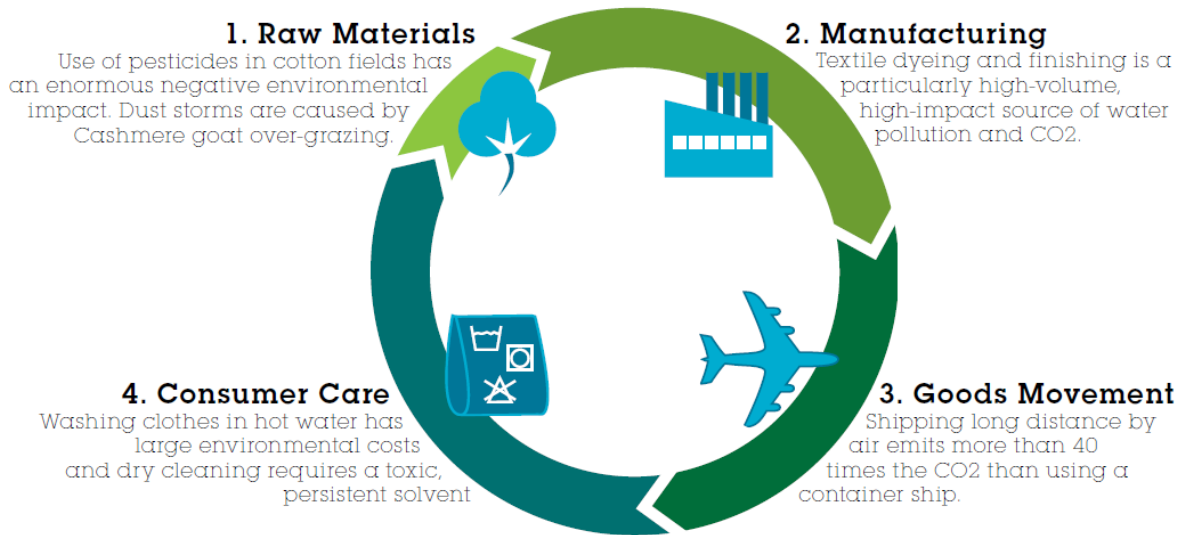 1. Raw Materials
Use of pesticides in cotton fields has
an enormous negative environmental
impact. Dust storms are caused by
Cashmere goat over-grazing.
2. Manufacturing
Textile dyeing and finishing is a
particularly high-volume,
high-impact source of water
pollution and CO2.
3. Goods Movement
Shipping long distance by
air emits more than 40
times the CO2 than using a
container ship.
4. Consumer Care
Washing clothes in hot water has
large environmental costs
and dry cleaning requires a toxic,
persistent solvent